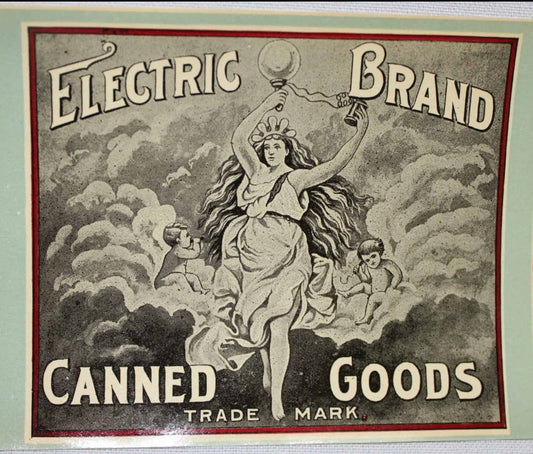 ELECTRIC BRAND
CANNED GOODS
TRADE MARK.